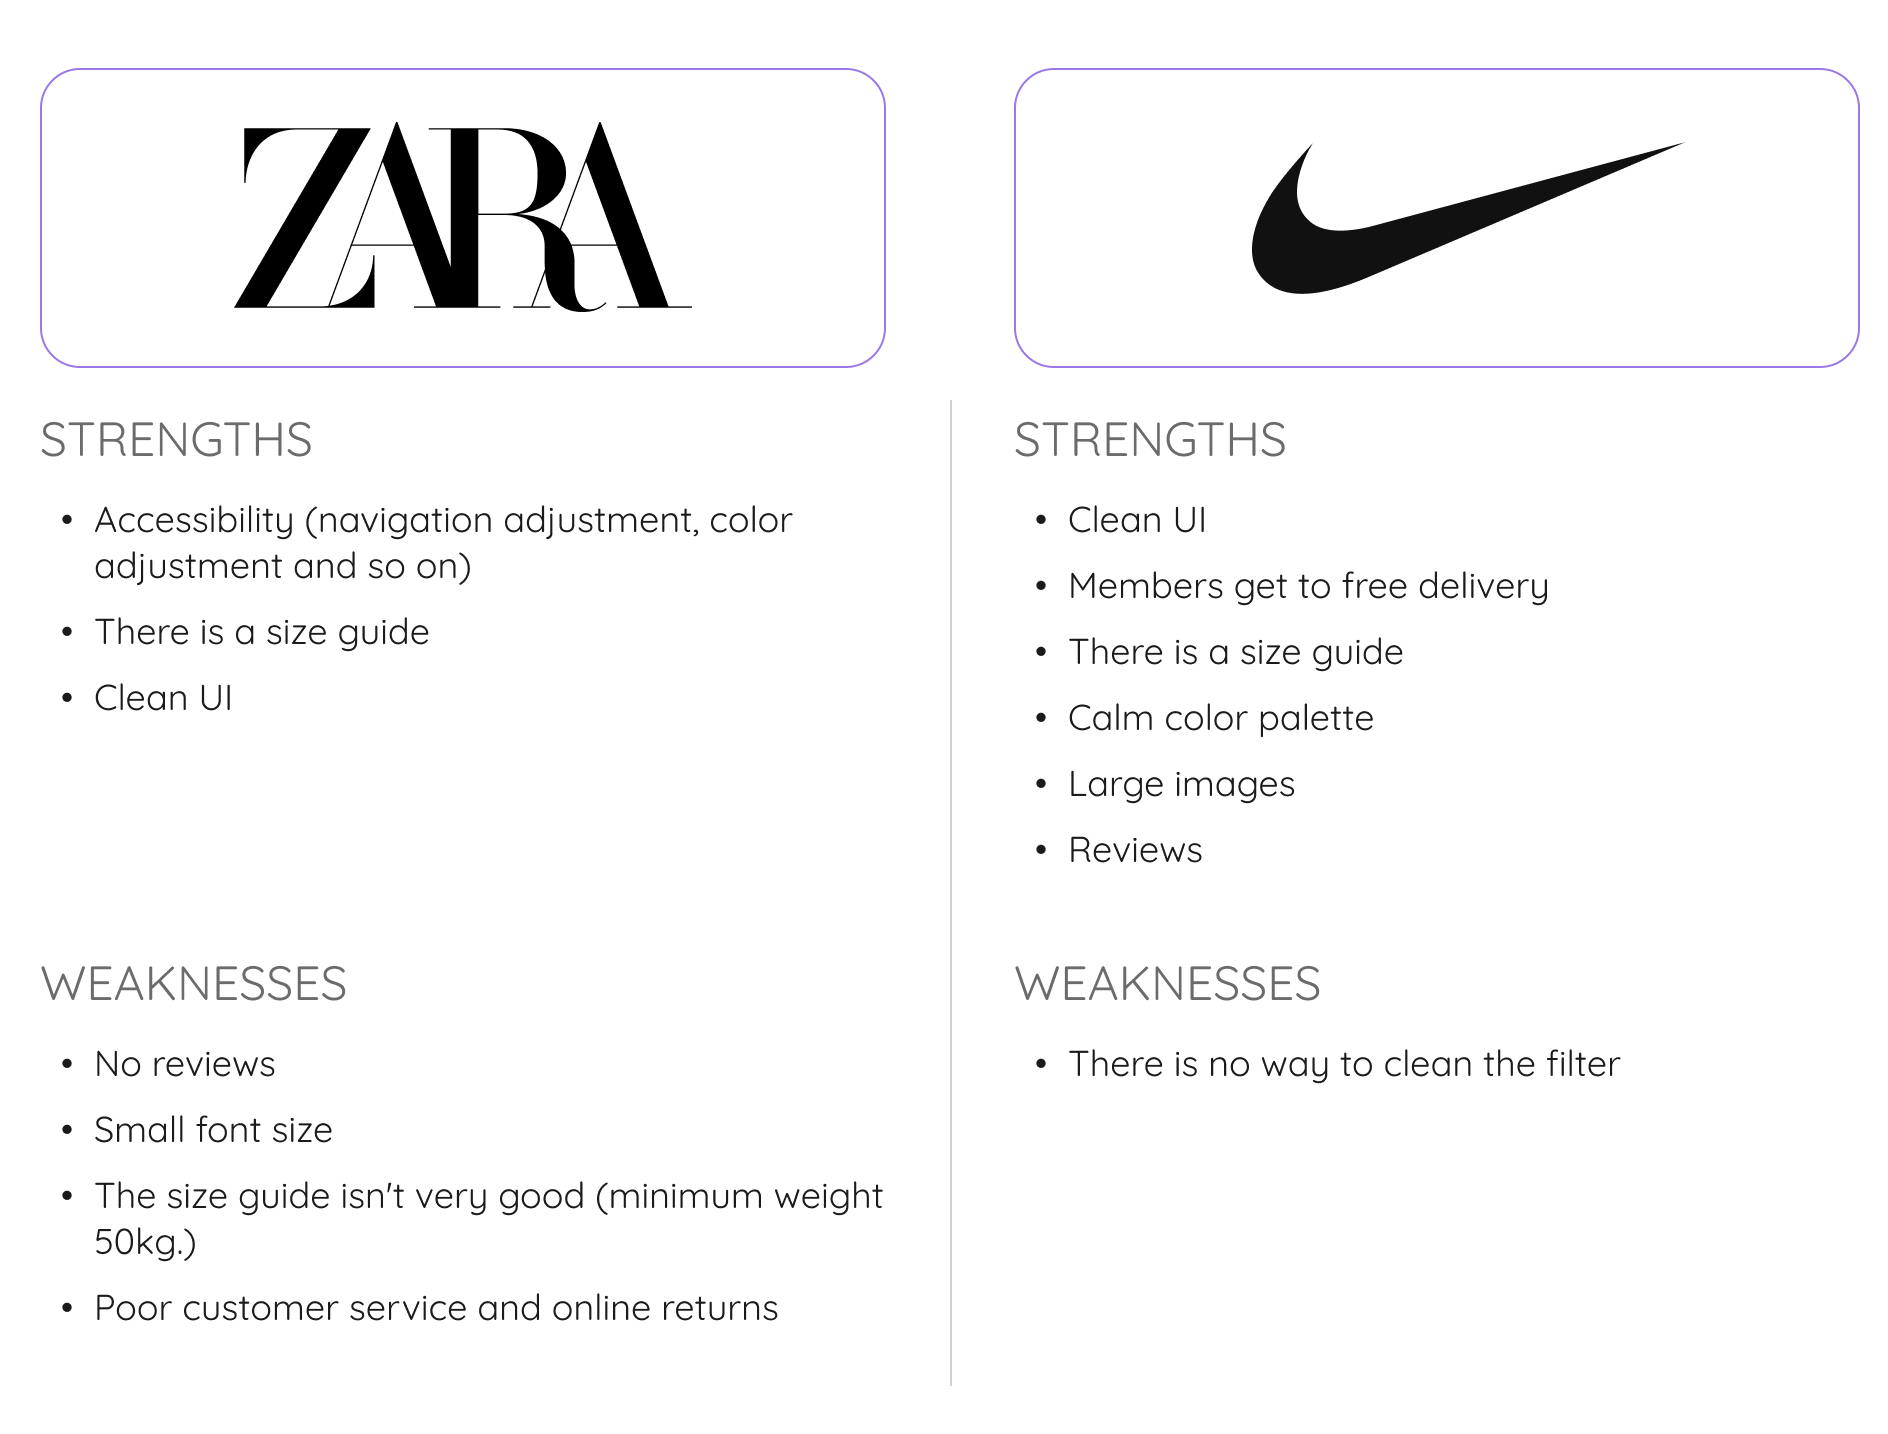 ZARA
STRENGTHS
• Accessibility (navigation adjustment, color
adjustment and so on)
• There is a size guide
• Clean UI
WEAKNESSES
• No reviews
• Small font size
• The size guide isn't very good (minimum weight
50kg.)
• Poor customer service and online returns
STRENGTHS
• Clean UI
• Members get to free delivery
• There is a size guide
• Calm color palette
• Large images
• Reviews
WEAKNESSES
• There is no way to clean the filter